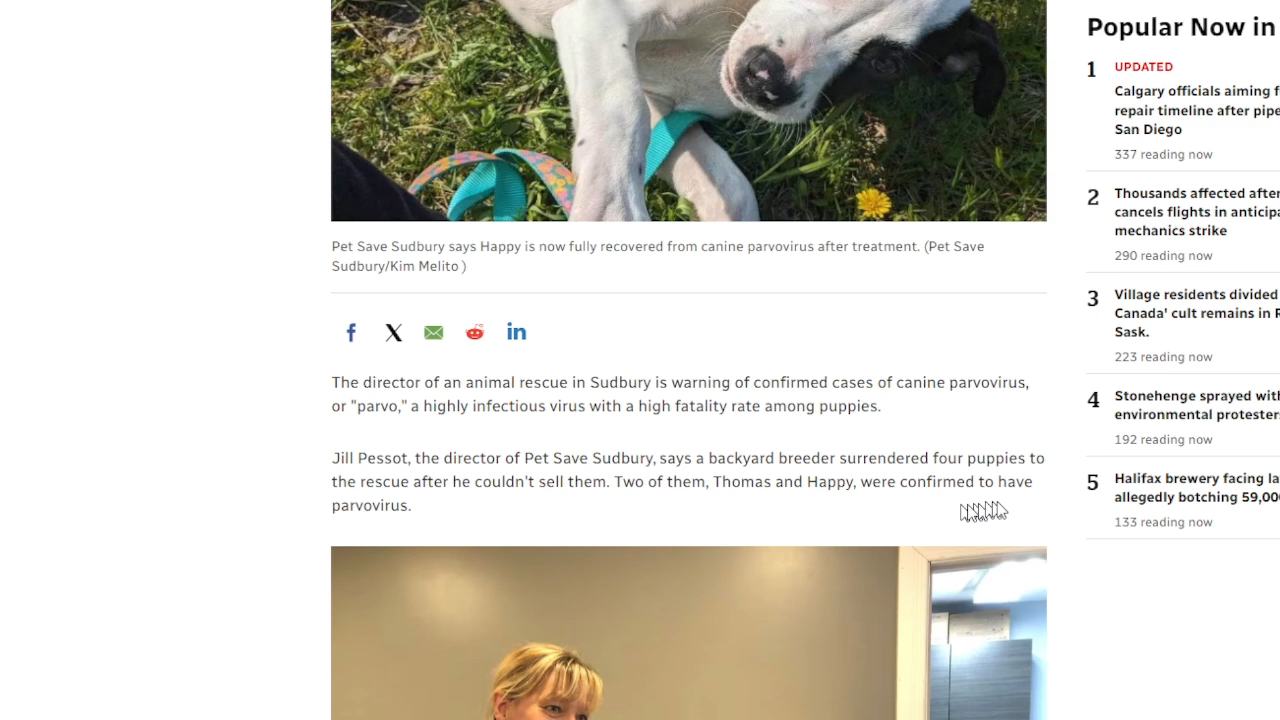 Popular Now in
1
UPDATED
Calgary officials aiming f
repair timeline after pipe
San Diego
337 reading now
2
Thousands affected after
cancels flights in anticipa
mechanics strike
290 reading now
3
Village residents divided
Canada' cult remains in R
Sask.
223 reading now
4
Stonehenge sprayed with
environmental protester
192 reading now
5
Halifax brewery facing la
allegedly botching 59,00
133 reading now
Pet Save Sudbury says Happy is now fully recovered from canine parvovirus after treatment. (Pet Save
Sudbury/Kim Melito )
The director of an animal rescue in Sudbury is warning of confirmed cases of canine parvovirus,
or "parvo," a highly infectious virus with a high fatality rate among puppies.
Jill Pessot, the director of Pet Save Sudbury, says a backyard breeder surrendered four puppies to
the rescue after he couldn't sell them. Two of them, Thomas and Happy, were confirmed to have
parvovirus.